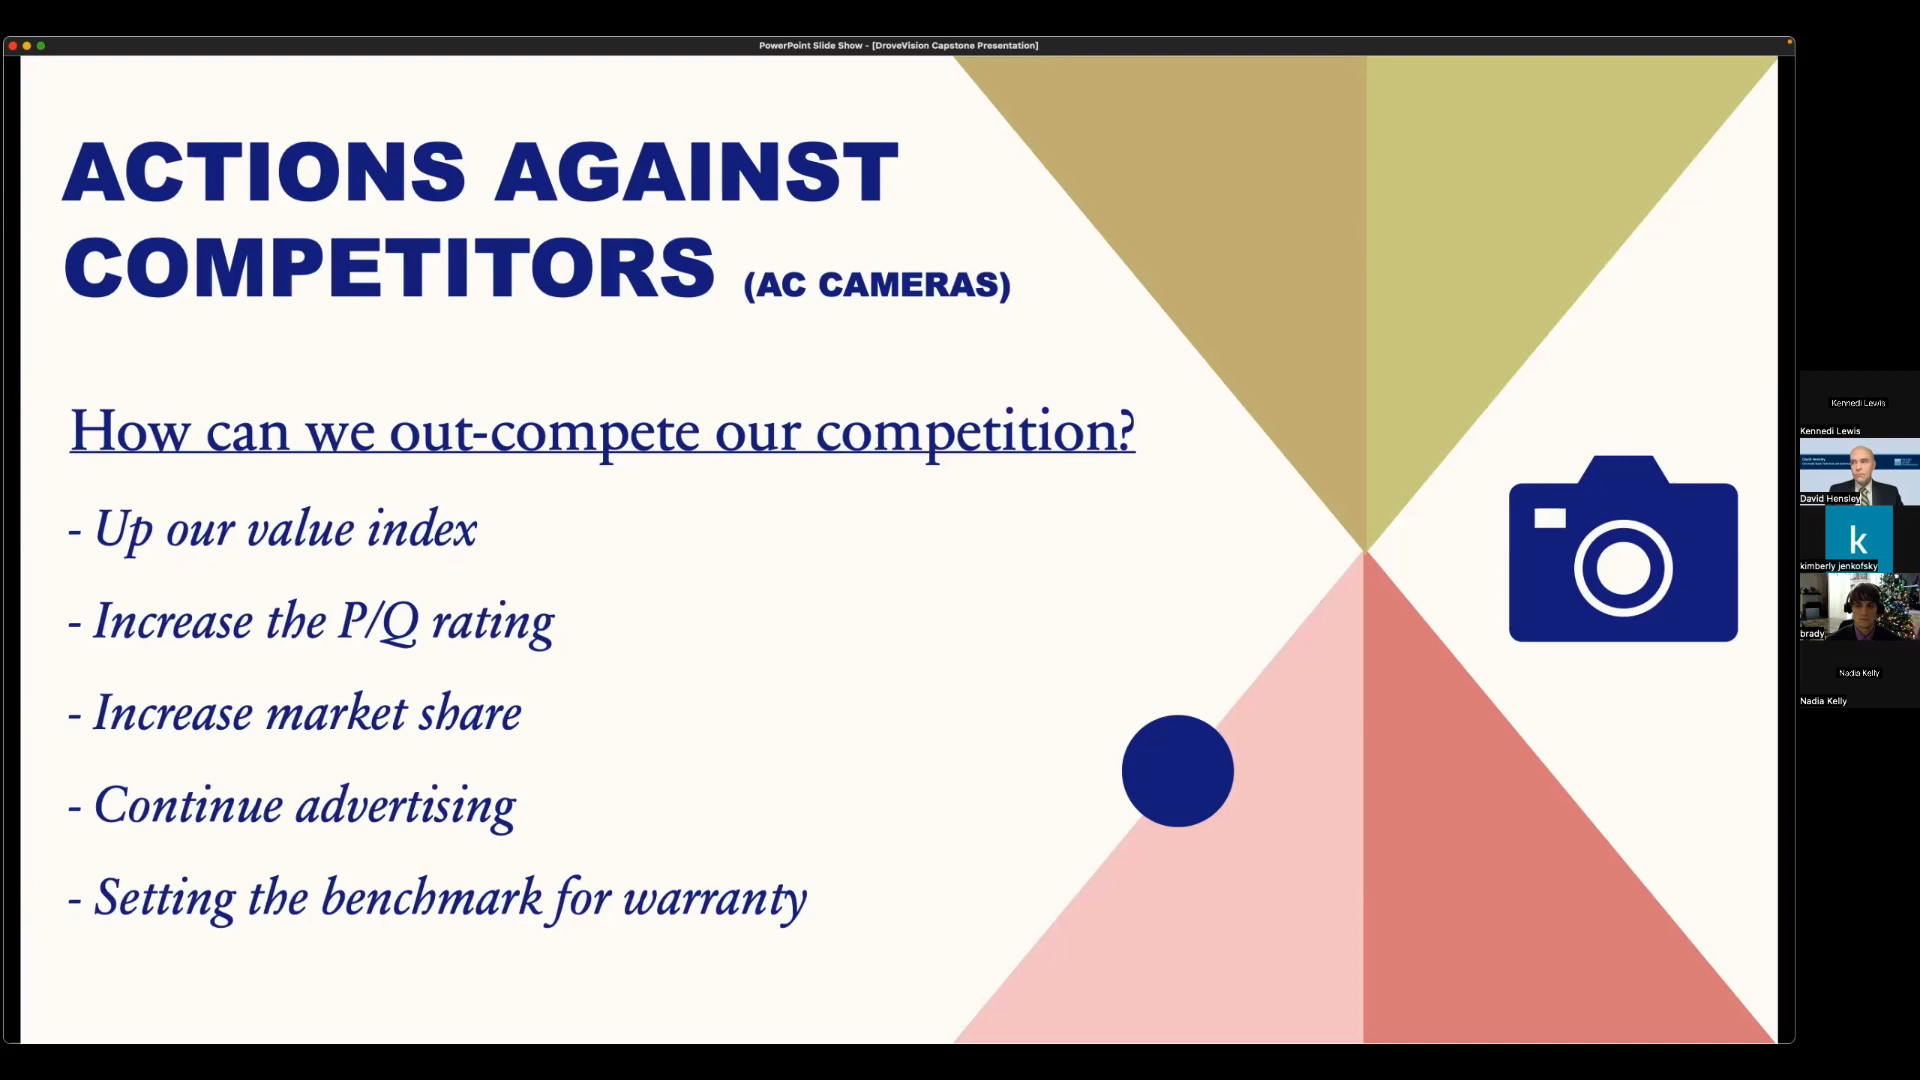 PowerPoint Slide Show - [DroveVision Capstone Presentation]
ACTIONS AGAINST
COMPETITORS (AC CAMERAS)
How can we out-compete our competition?
- Up our value index
- Increase the P/Q rating
- Increase market share
- Continue advertising
- Setting the benchmark for warranty
Kennedi Lewis
Kennedi Lewis
David Hensley
k
kimberly jenkofsky
brady
Nadia Kelly
Nadia Kelly